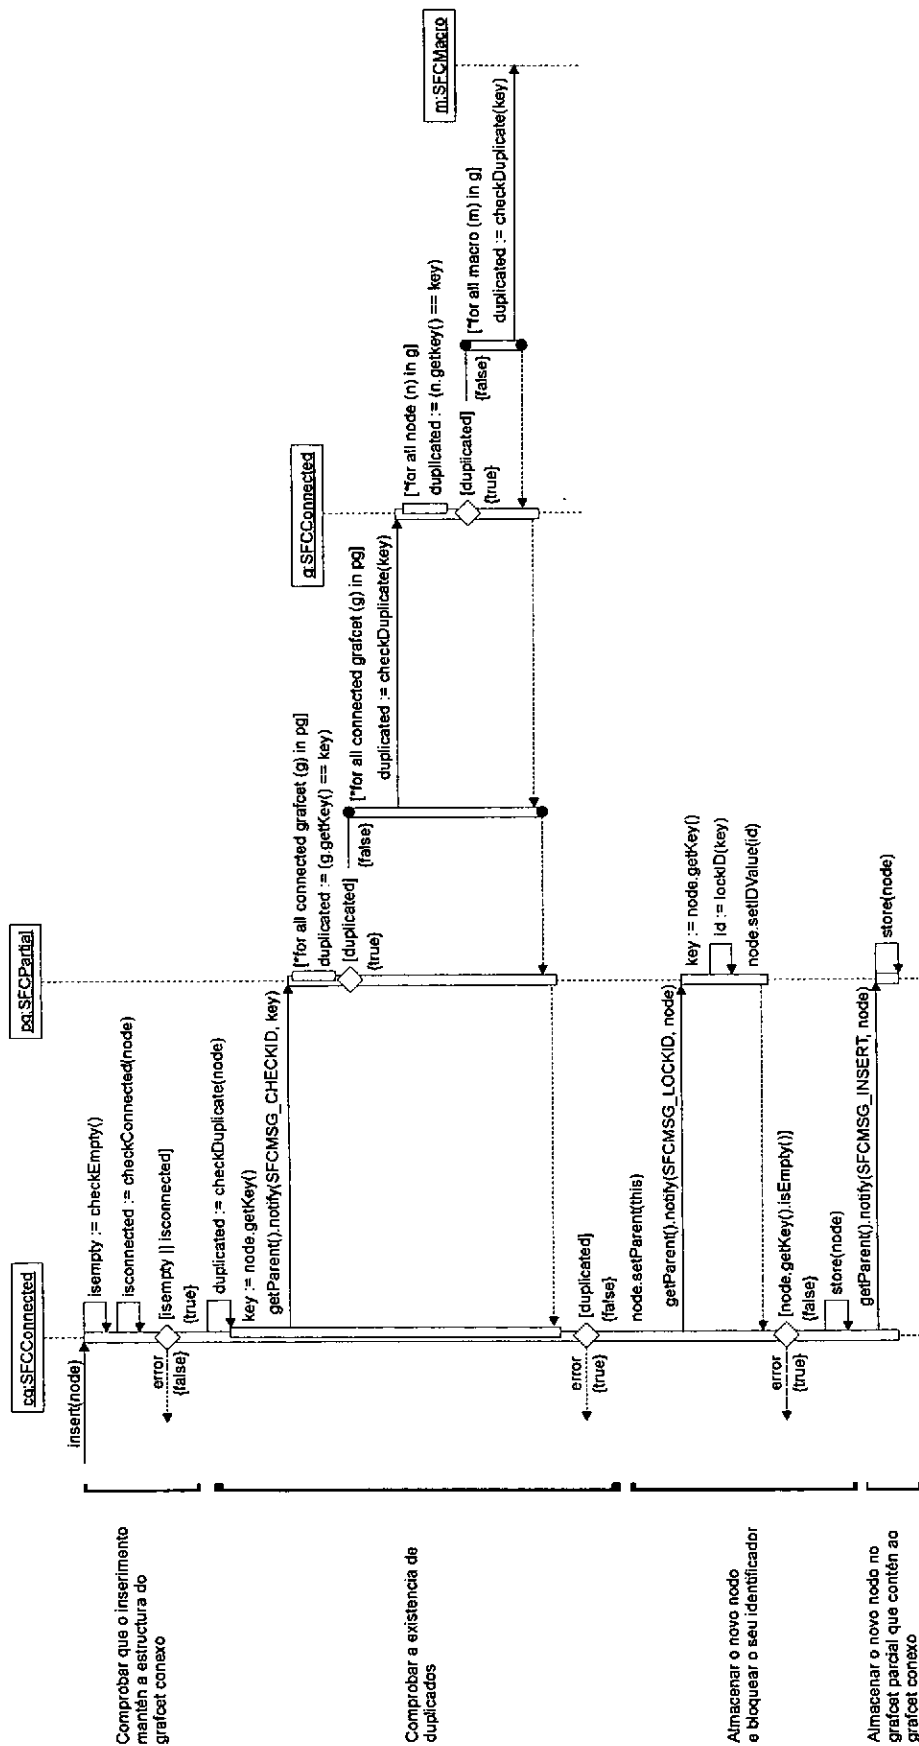 cg:SFCConnected
pg:SFCPartial
g:SFCConnected
m:SFCMacro
Comprobar que o inserimento
mantén a estructura do
grafcet conexo
insert(node)
isempty := checkEmpty()
isconnected := checkConnected(node)
[isempty || isconnected]
{true}
error
{false}
Comprobar a existencia de
duplicados
duplicated := checkDuplicate(node)
key := node.getKey()
getParent().notify(SFCMSG_CHECKID, key)
[*for all connected grafcet (g) in pg]
duplicated := (g.getKey() == key)
[duplicated]
{true}
{false}
[*for all connected grafcet (g) in pg]
duplicated := checkDuplicate(key)
[*for all node (n) in g]
duplicated := (n.getkey() == key)
[duplicated]
{true}
{false}
[*for all macro (m) in g]
duplicated := checkDuplicate(key)
[duplicated]
{false}
error
{true}
Almacenar o novo nodo
e bloquear o seu identificador
node.setParent(this)
getParent().notify(SFCMSG_LOCKID, node)
key := node.getKey()
id := lockID(key)
node.setIDValue(id)
[node.getKey().isEmpty()]
{false}
error
{true}
store(node)
Almacenar o novo nodo no
grafcet parcial que contén ao
grafcet conexo
getParent().notify(SFCMSG_INSERT, node)
store(node)